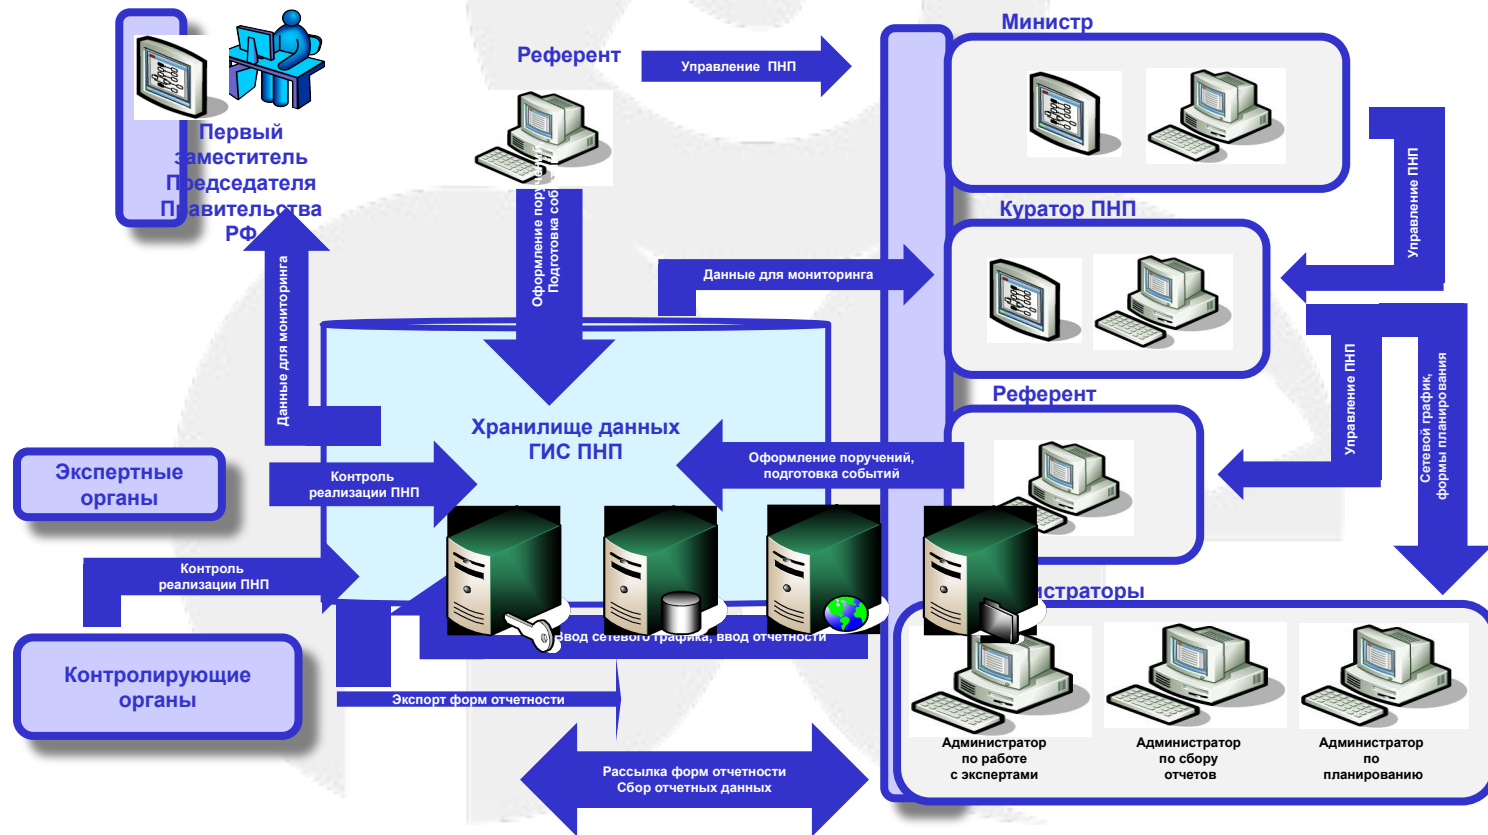 Министр
Референт
Управление ПНП
Первый
заместитель
Председателя
Правительства
РФ
Управление ПНП
Куратор ПНП
Оформление поручений
Подготовка соб
Данные для мониторинга
Данные для мониторинга
Управление ПНП
Сетевой график,
формы планирования
Референт
Хранилище данных
ГИС ПНП
Оформление поручений,
подготовка событий
Экспертные
органы
Контроль
реализации ПНП
Контроль
реализации ПНП
истраторы
Ввод сетевого графика, ввод отчетности
Контролирующие
органы
Экспорт форм отчетности
Администратор
по работе
с экспертами
Администратор
по сбору
отчетов
Администратор
по
планированию
Рассылка форм отчетности
Сбор отчетных данных